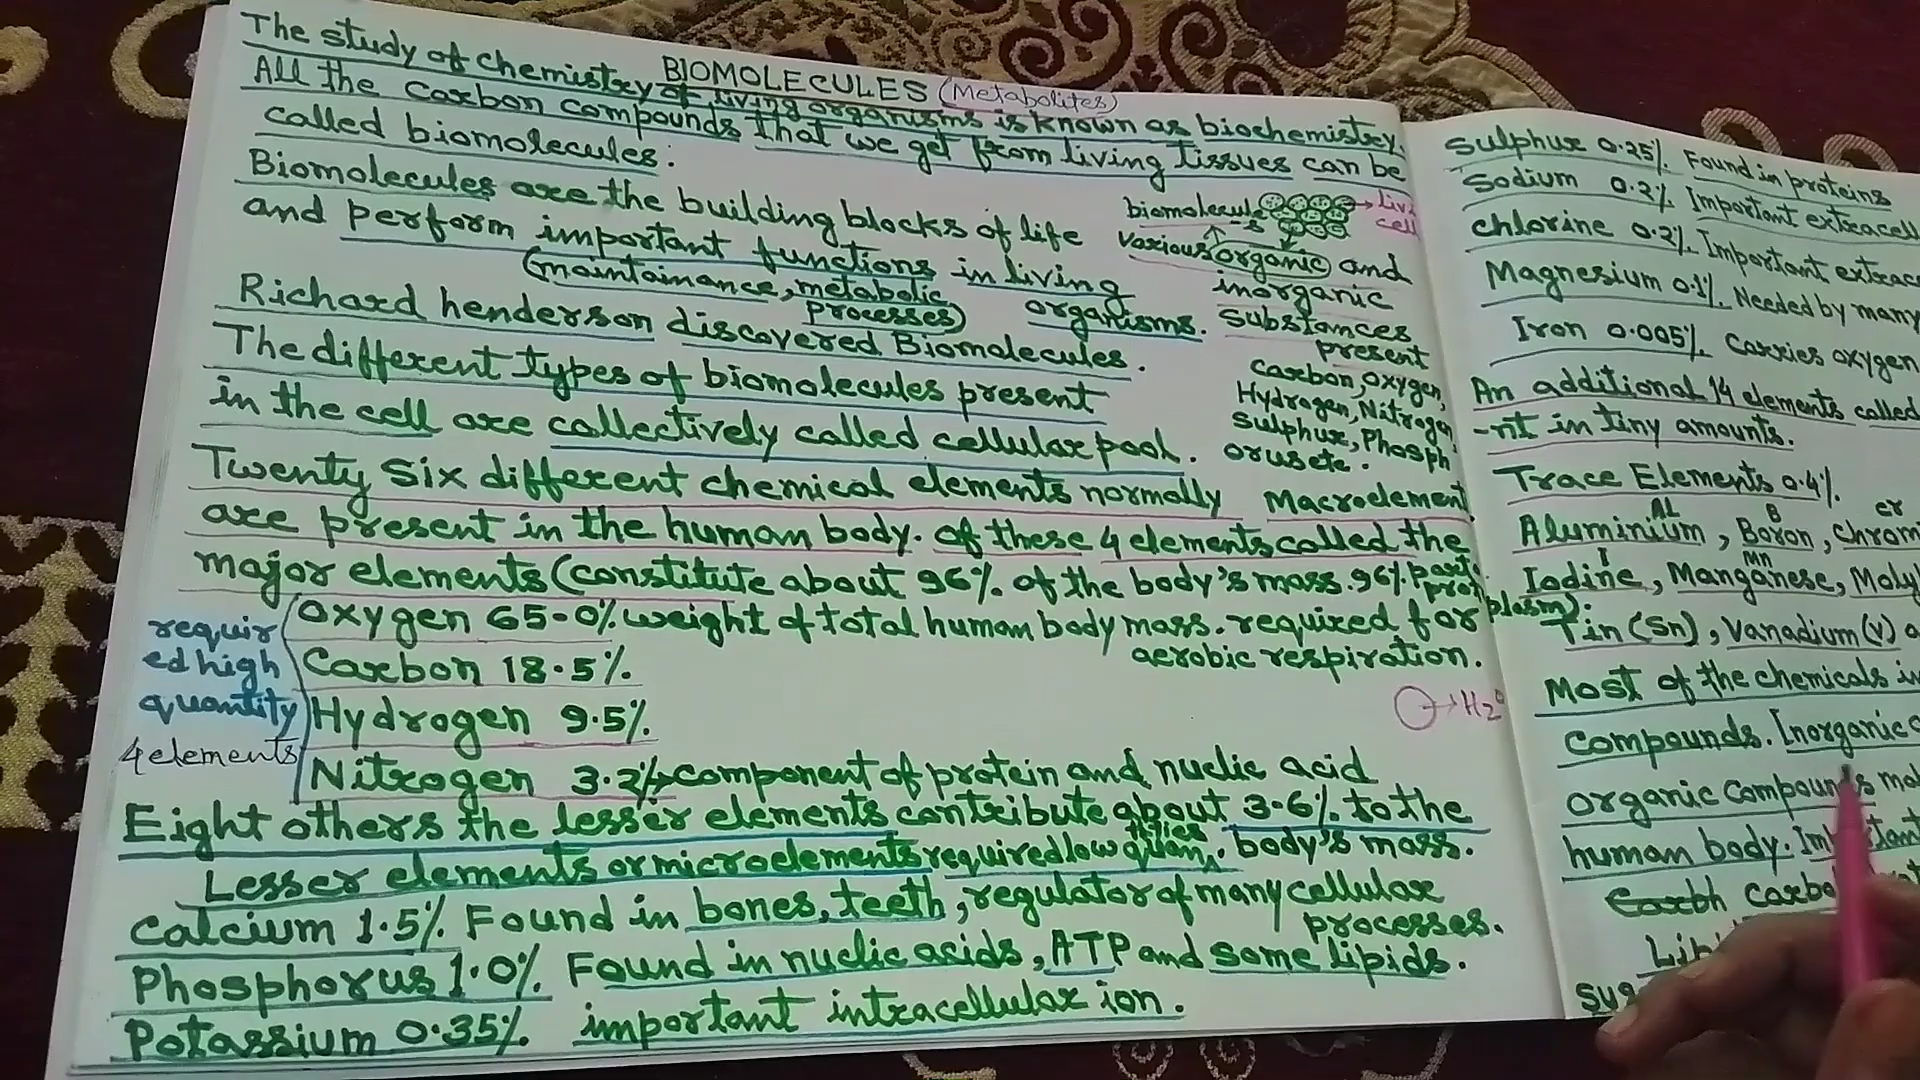 BIOMOLECULES (Metabolites)
The study of chemistry of living organisms is known as biochemistry.
All the carbon compounds that we get from living tissues can be
called biomolecules.
Biomolecules are the building blocks of life
and perform important functions in living
(maintainance, metabolic
processes)
organisms.
Richard henderson discovered Biomolecules.
The different types of biomolecules present
in the cell are collectively called cellular pool.
biomolecule
-s
cell
various organic and
inorganic
substances
present
Carbon, oxygen,
Hydrogen, Nitrogen,
Sulphur, Phosph
orus etc.
Macroelement
Twenty six different chemical elements normally
are present in the human body. Of these 4 elements called the
major elements (constitute about 96% of the body's mass. 96% part
plasm).
requir
ed high
quantity
4 elements
Oxygen 65.0% weight of total human body mass. required for
aerobic respiration.
Carbon 18.5%.
Hydrogen 9.5%.
Nitrogen 3.2% → component of protein and nuclic acid
Eight others the lesser elements contribute about 3.6% to the
body's mass.
Lesser elements or microelements required low quan
tities
Calcium 1.5%. Found in bones, teeth, regulator of many cellular
processes.
Phosphorus 1.0%. Found in nuclic acids, ATP and some lipids.
Potassium 0.35%. important intracellular ion.
Sulphur 0.25%. Found in proteins
Sodium 0.2%. Important extracell
chlorine 0.2%. Important extrac
Magnesium 0.1%. Needed by many
Iron 0.005%. Carries oxygen
An additional 14 elements called
-nt in tiny amounts.
Trace Elements 0.4%.
AL B cr
Aluminium, Boron, chrom
I Mn
Iodine, Manganese, Moly
Tin (Sn), Vanadium (V)
Most of the chemicals in
compounds. Inorganic
organic compounds
human body.